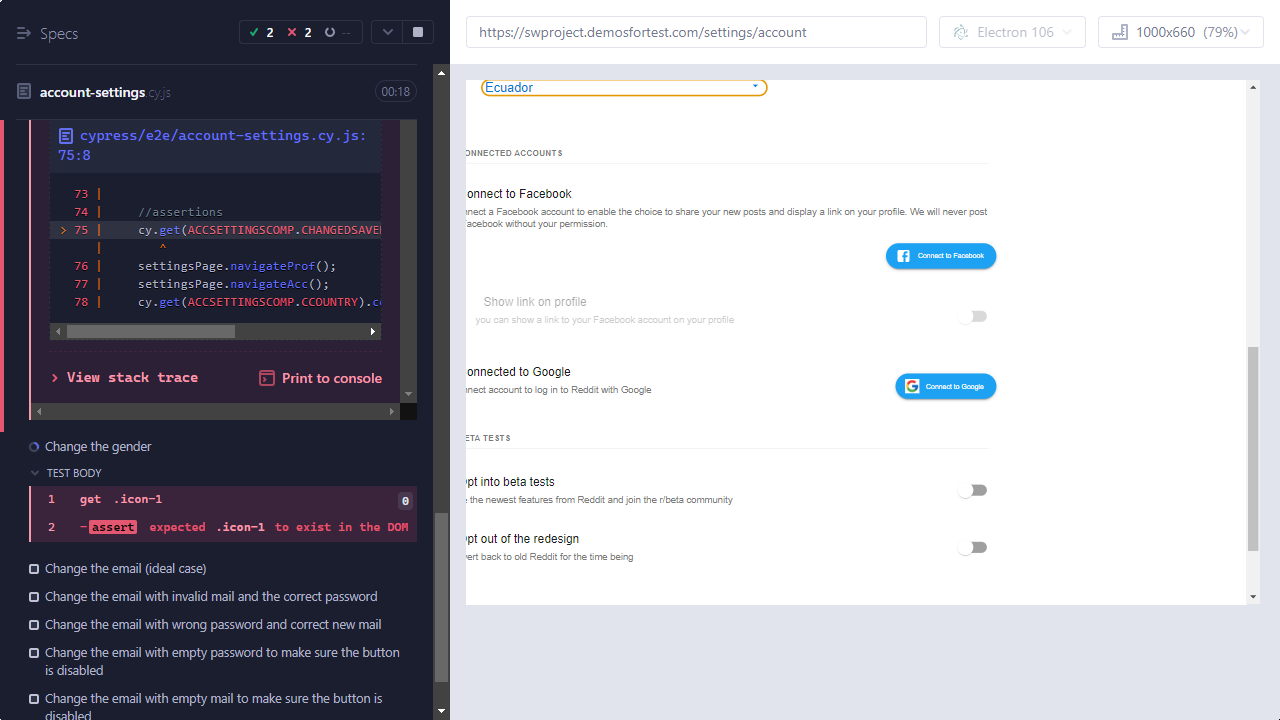 Specs
2
2
--
account-settings.cy.js
00:18
cypress/e2e/account-settings.cy.js:
75:8
73 |
74 | //assertions
> 75 | cy.get(ACCSETTINGSCOMP.CHANGEDSAVE
| ^
76 | settingsPage.navigateProf();
77 | settingsPage.navigateAcc();
78 | cy.get(ACCSETTINGSCOMP.CCOUNTRY).c
> View stack trace
Print to console
Change the gender
TEST BODY
1 get .icon-1 0
2 -assert expected .icon-1 to exist in the DOM
Change the email (ideal case)
Change the email with invalid mail and the correct password
Change the email with wrong password and correct new mail
Change the email with empty password to make sure the button
is disabled
Change the email with empty mail to make sure the button is
disabled
https://swproject.demosfortest.com/settings/account
Electron 106
1000x660 (79%)
Ecuador
ONNECTED ACCOUNTS
onnect to Facebook
nnect a Facebook account to enable the choice to share your new posts and display a link on your profile. We will never post
facebook without your permission.
Connect to Facebook
Show link on profile
you can show a link to your Facebook account on your profile
onnected to Google
nnect account to log in to Reddit with Google
Connect to Google
ETA TESTS
pt into beta tests
e the newest features from Reddit and join the r/beta community
pt out of the redesign
vert back to old Reddit for the time being